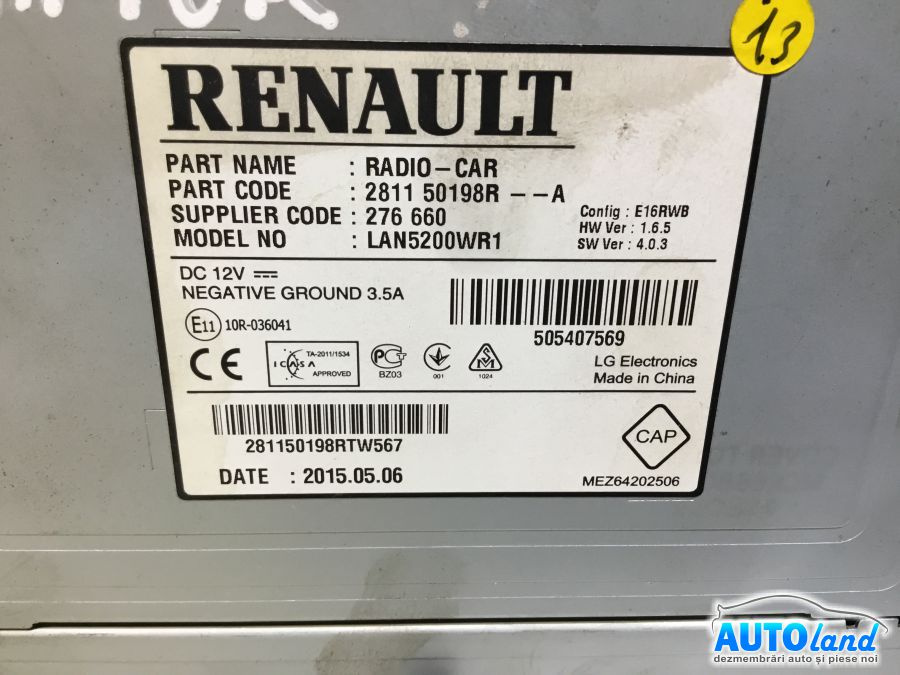 13
RENAULT
PART NAME : RADIO-CAR
PART CODE : 2811 50198R --A
SUPPLIER CODE : 276 660
MODEL NO : LAN5200WR1
Config : E16RWB
HW Ver : 1.6.5
SW Ver : 4.0.3
DC 12V
NEGATIVE GROUND 3.5A
E11 10R-036041
505407569
LG Electronics
Made in China
CE
ICASA
TA-2011/1534
APPROVED
PCT
BZ03
001
SM
1024
281150198RTW567
DATE : 2015.05.06
CAP
MEZ64202506
AUTOland
dezmembrări auto și piese noi